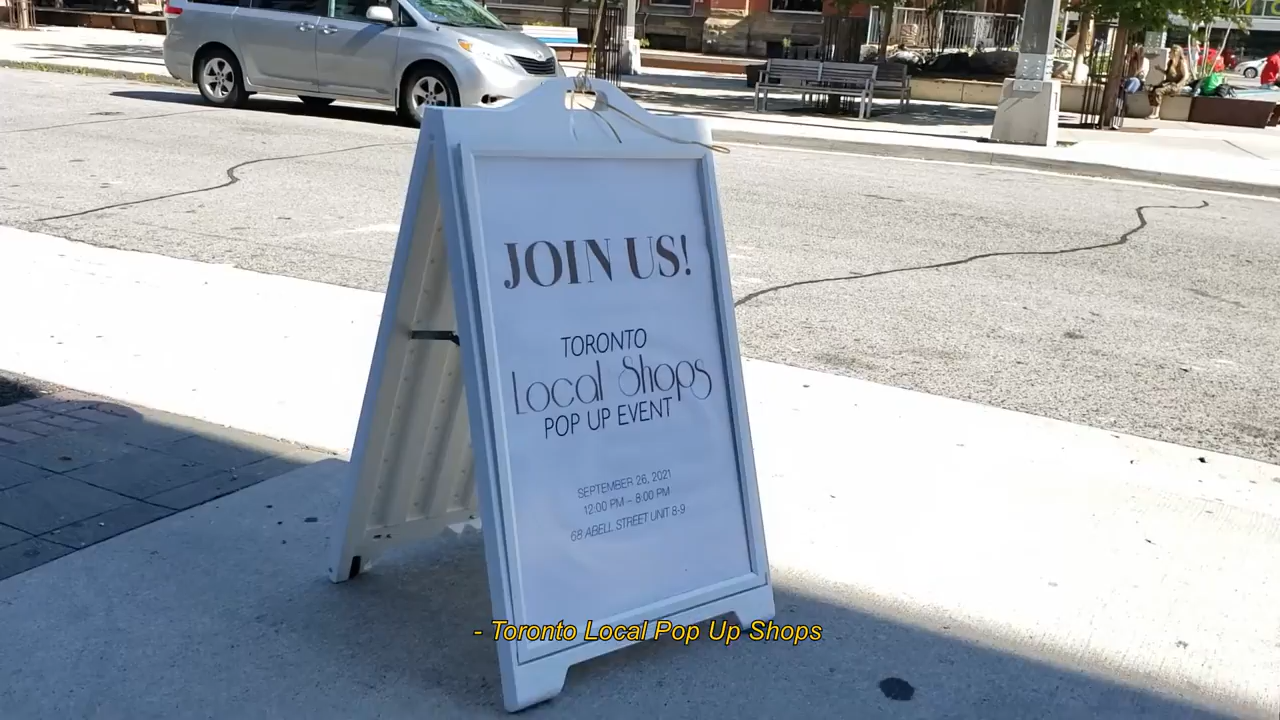 JOIN US!
TORONTO
Local Shops
POP UP EVENT
SEPTEMBER 26, 2021
12:00 PM – 8:00 PM
68 ABELL STREET UNIT 8-9
- Toronto Local Pop Up Shops